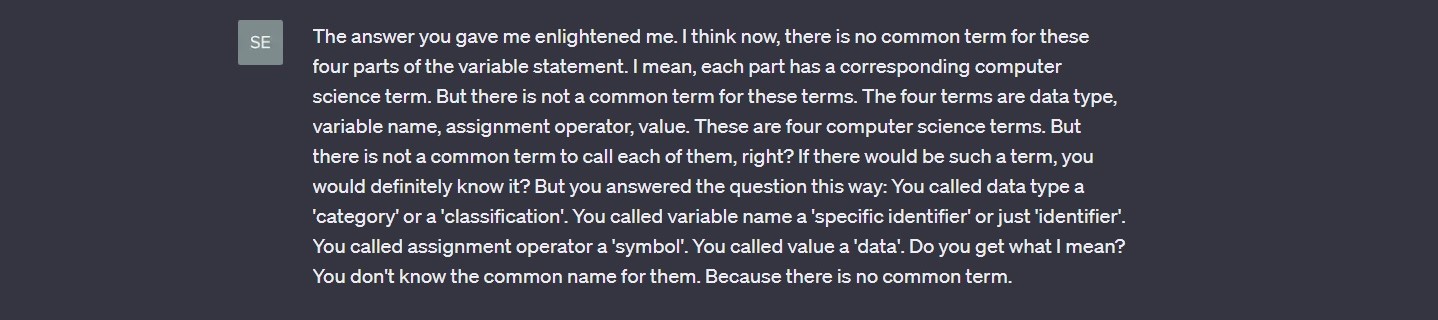 SE
The answer you gave me enlightened me. I think now, there is no common term for these
four parts of the variable statement. I mean, each part has a corresponding computer
science term. But there is not a common term for these terms. The four terms are data type,
variable name, assignment operator, value. These are four computer science terms. But
there is not a common term to call each of them, right? If there would be such a term, you
would definitely know it? But you answered the question this way: You called data type a
'category' or a 'classification'. You called variable name a 'specific identifier' or just 'identifier'.
You called assignment operator a 'symbol'. You called value a 'data'. Do you get what I mean?
You don't know the common name for them. Because there is no common term.